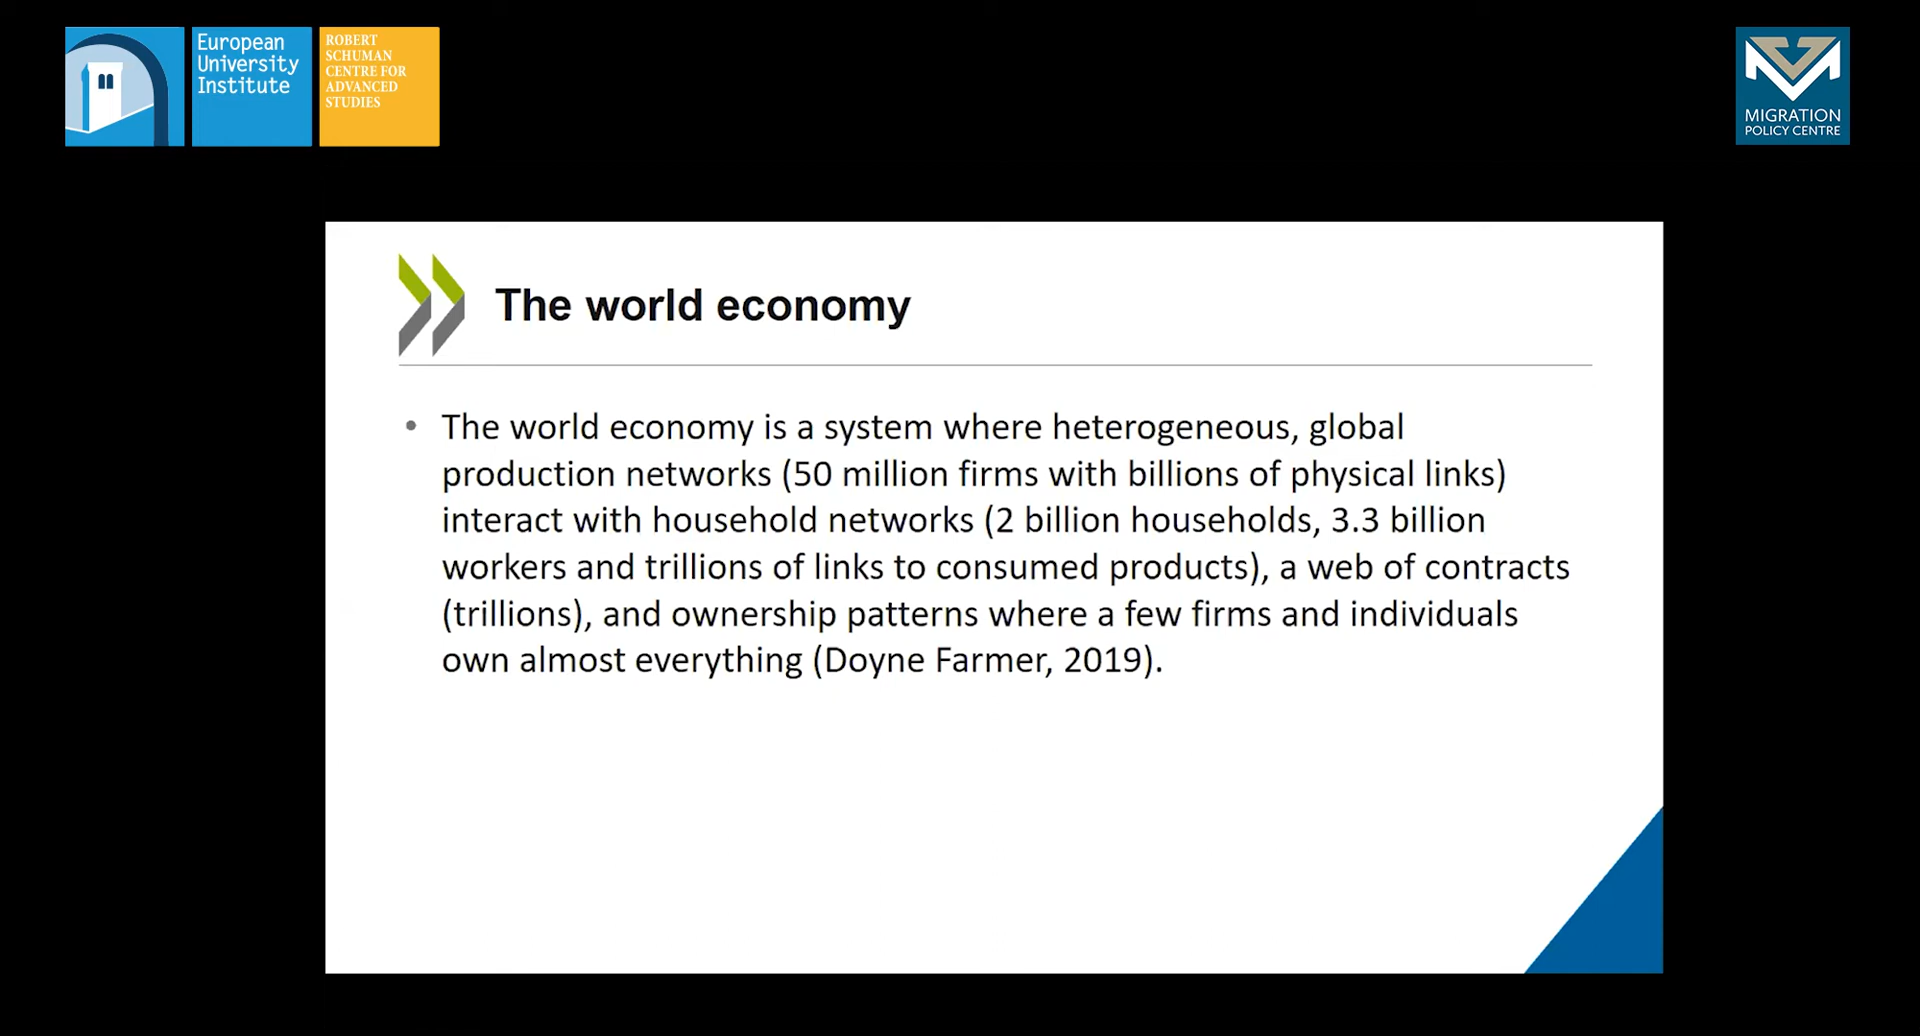 European
University
Institute
ROBERT
SCHUMAN
CENTRE FOR
ADVANCED
STUDIES
MIGRATION
POLICY CENTRE
The world economy
• The world economy is a system where heterogeneous, global
production networks (50 million firms with billions of physical links)
interact with household networks (2 billion households, 3.3 billion
workers and trillions of links to consumed products), a web of contracts
(trillions), and ownership patterns where a few firms and individuals
own almost everything (Doyne Farmer, 2019).